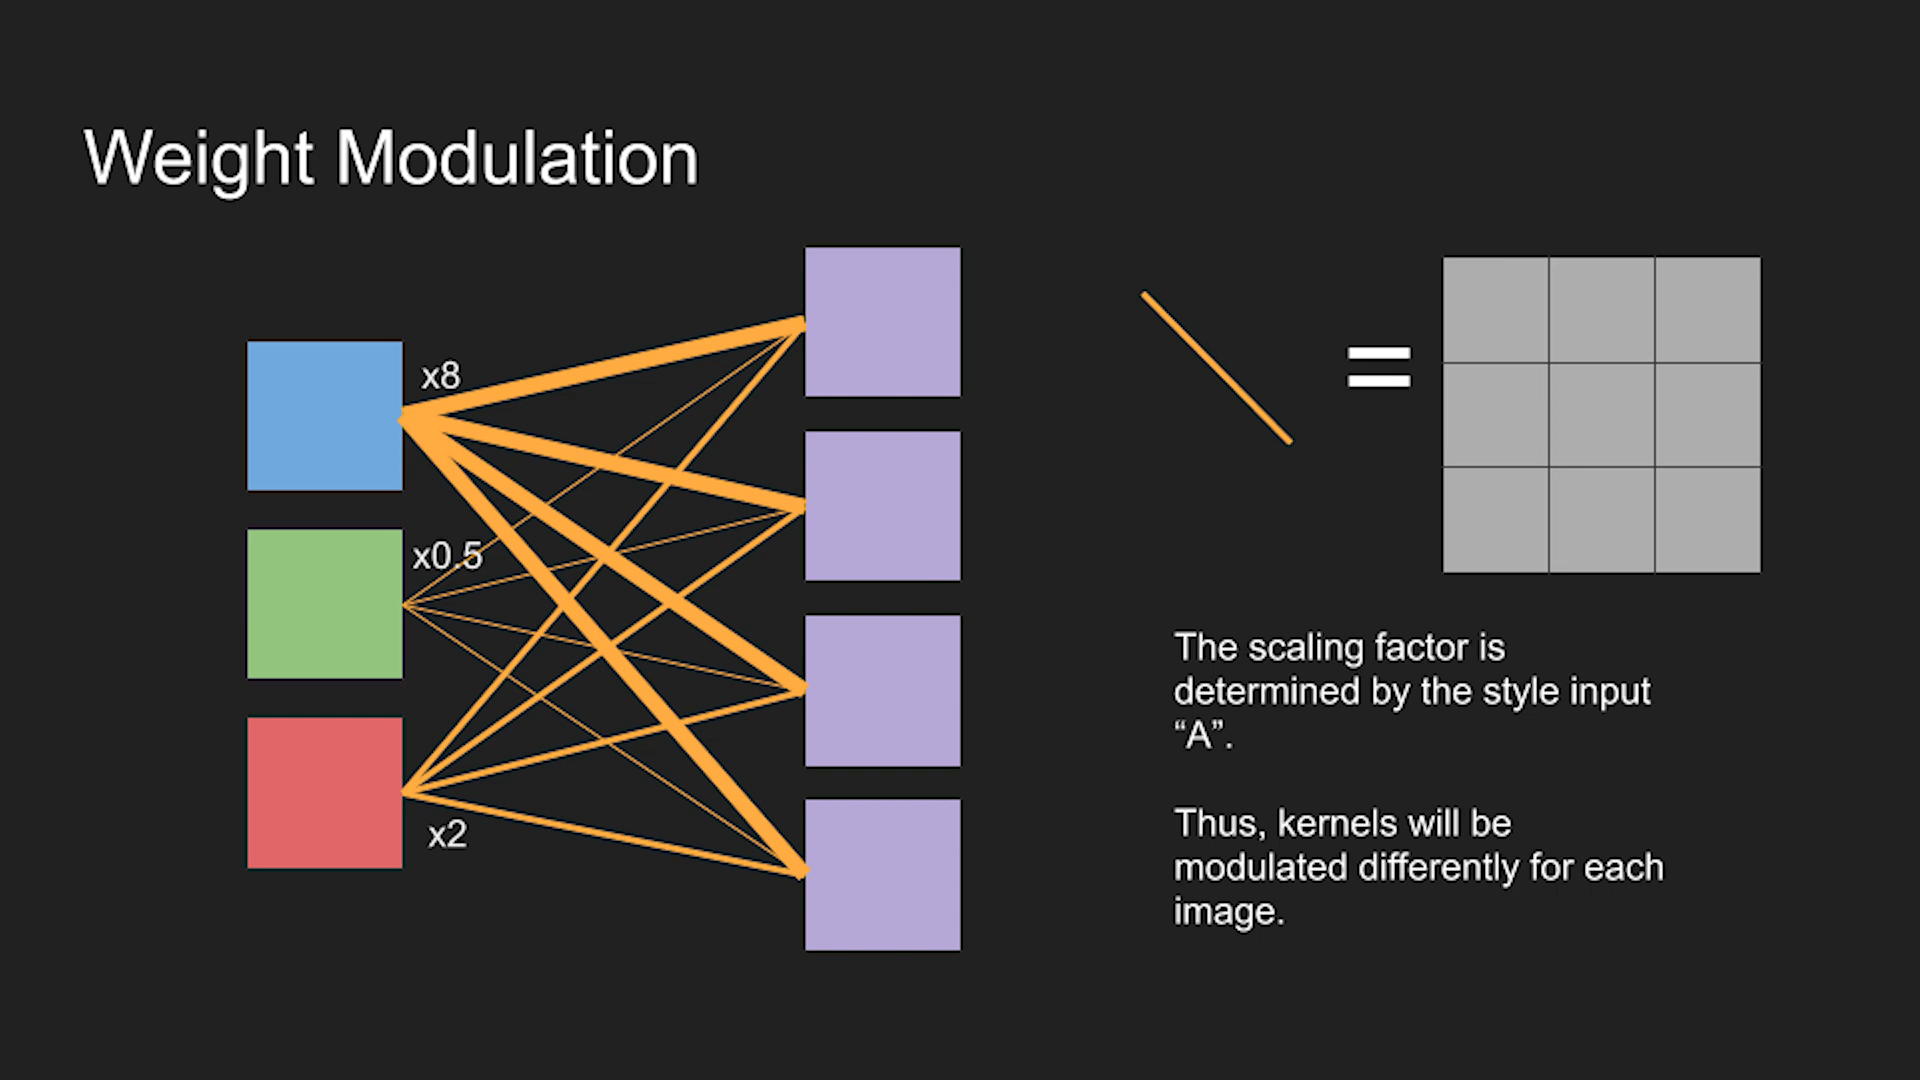 Weight Modulation
x8
x0.5
x2
=
The scaling factor is
determined by the style input
“A”.
Thus, kernels will be
modulated differently for each
image.